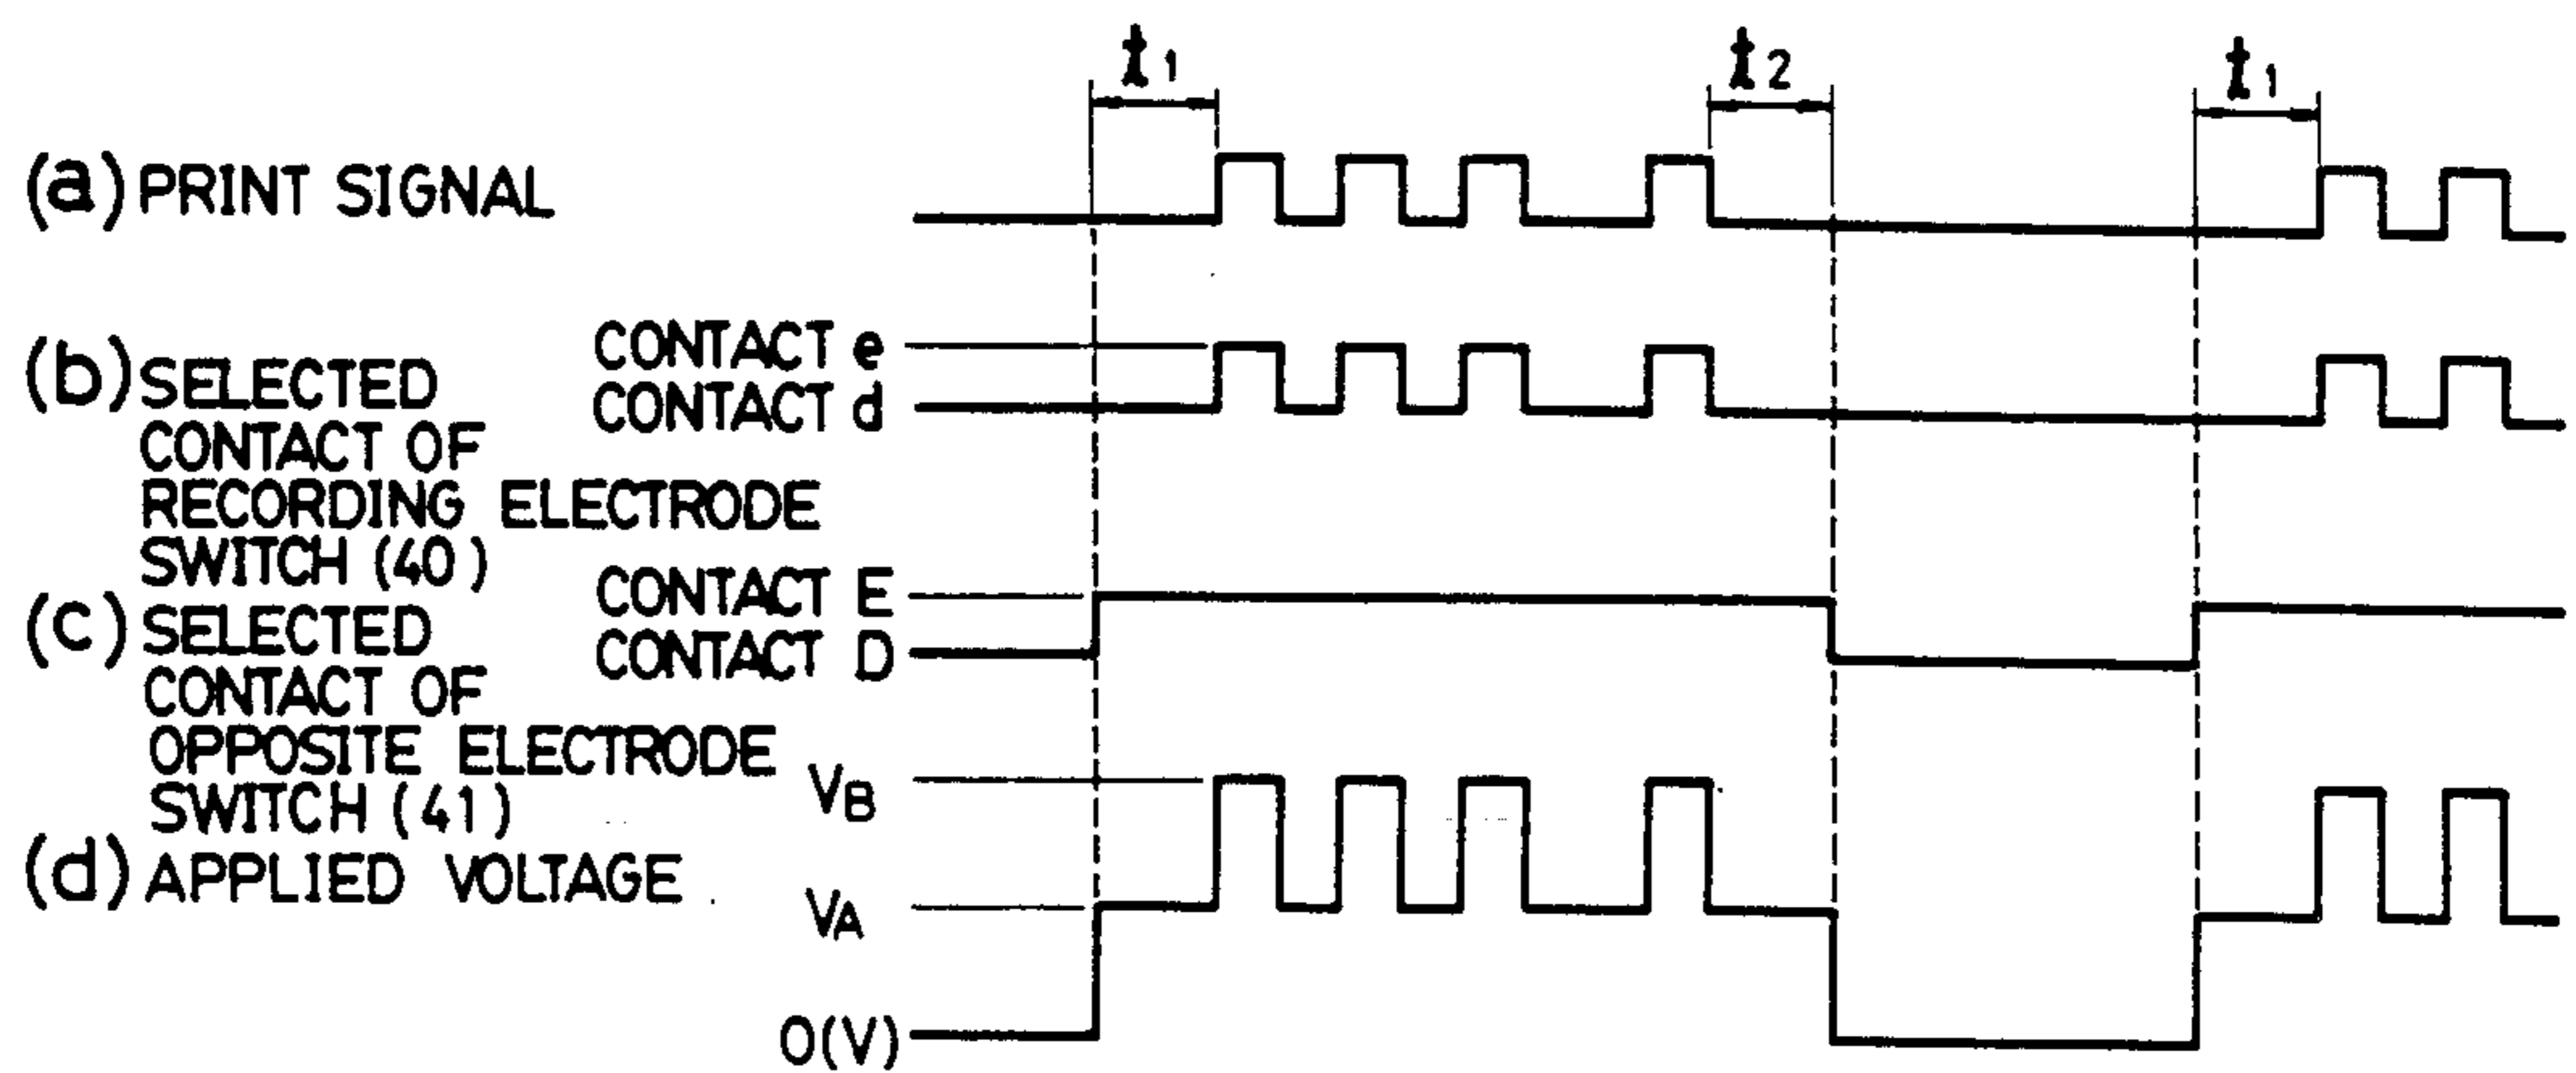 t1 t2 t1
(a) PRINT SIGNAL
(b) SELECTED CONTACT e
CONTACT d
CONTACT OF
RECORDING ELECTRODE
SWITCH (40)
(c) SELECTED CONTACT E
CONTACT D
CONTACT OF
OPPOSITE ELECTRODE
SWITCH (41) VB
(d) APPLIED VOLTAGE VA
O(V)